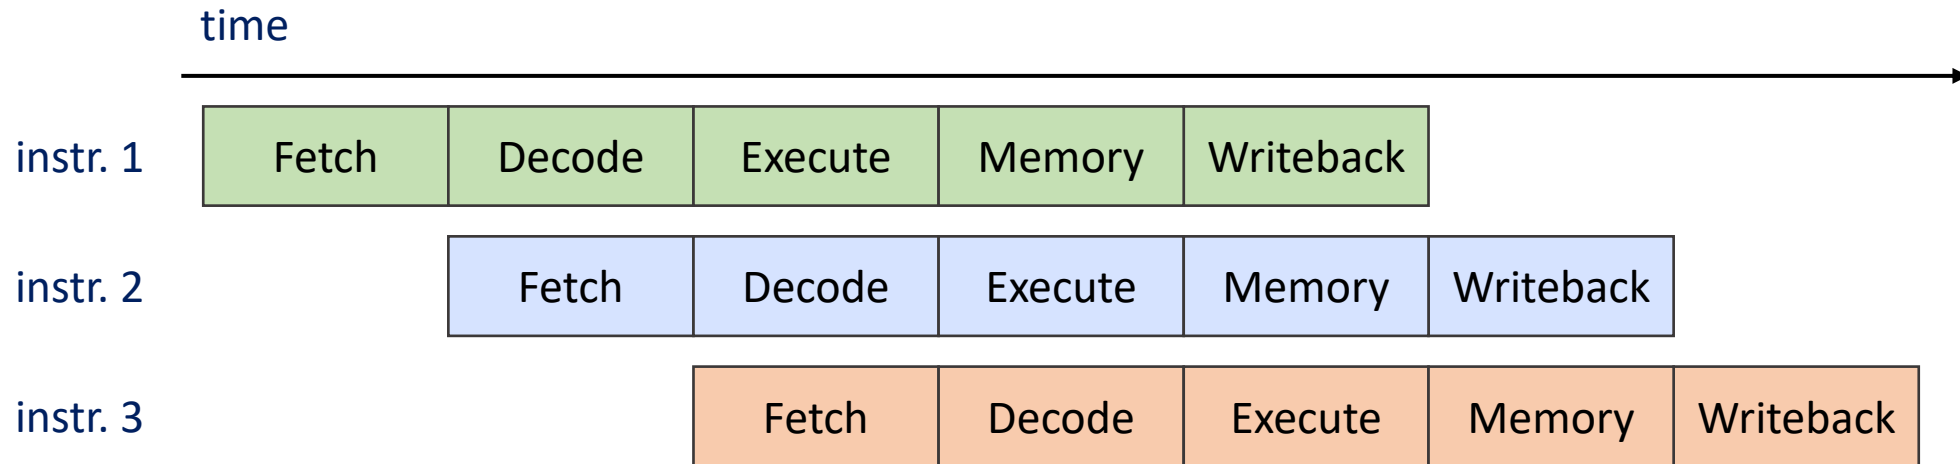 time
instr. 1 Fetch Decode Execute Memory Writeback
instr. 2 Fetch Decode Execute Memory Writeback
instr. 3 Fetch Decode Execute Memory Writeback